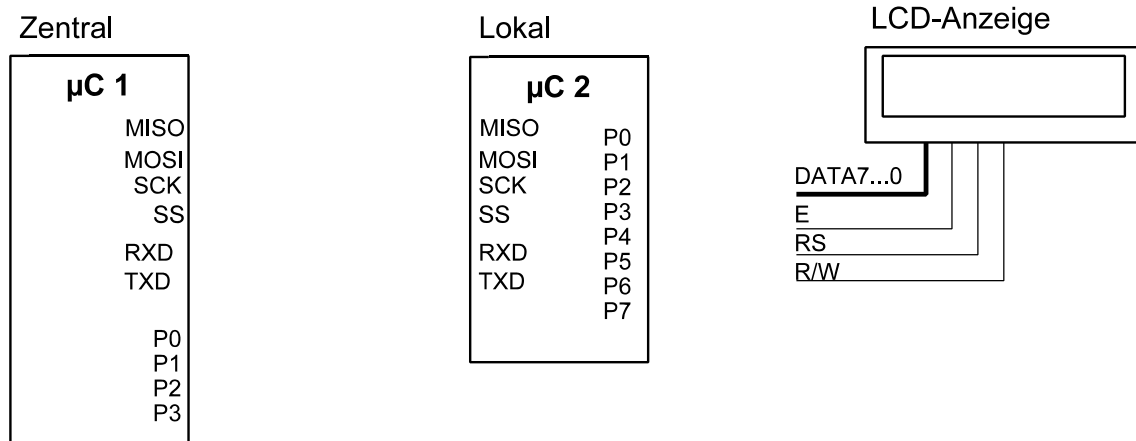 Zentral
µC 1
MISO
MOSI
SCK
SS
RXD
TXD
P0
P1
P2
P3
Lokal
µC 2
MISO
MOSI
SCK
SS
RXD
TXD
P0
P1
P2
P3
P4
P5
P6
P7
LCD-Anzeige
DATA7...0
E
RS
R/W